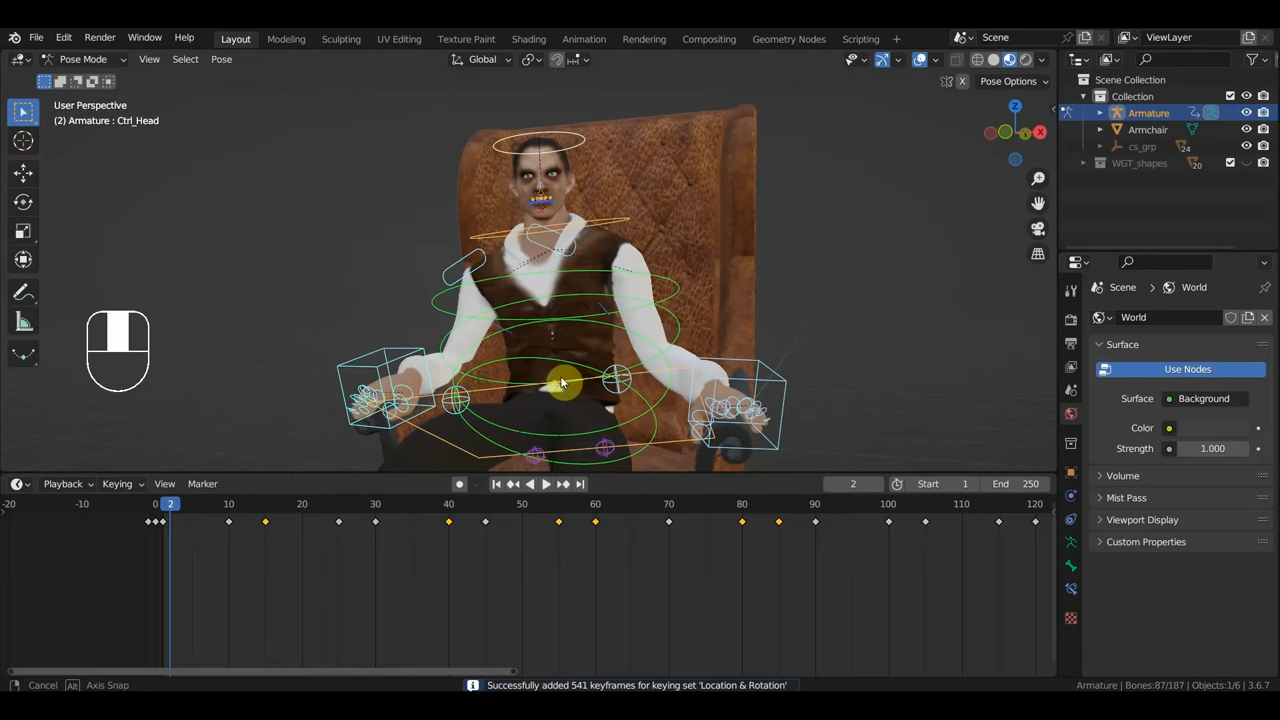 File Edit Render Window Help Layout Modeling Sculpting UV Editing Texture Paint Shading Animation Rendering Compositing Geometry Nodes Scripting + Scene ViewLayer
Pose Mode View Select Pose Global
X Pose Options
User Perspective
(2) Armature : Ctrl_Head
Z
X
Scene Collection
Collection
Armature
Armchair
cs_grp 24
WGT_shapes 20
Scene World
World
Surface
Use Nodes
Surface Background
Color
Strength 1.000
Volume
Mist Pass
Viewport Display
Custom Properties
Playback Keying View Marker 2 Start 1 End 250
-20 -10 0 2 10 20 30 40 50 60 70 80 90 100 110 120
Cancel Alt Axis Snap Successfully added 541 keyframes for keying set 'Location & Rotation' Armature | Bones:87/187 | Objects:1/6 | 3.6.7